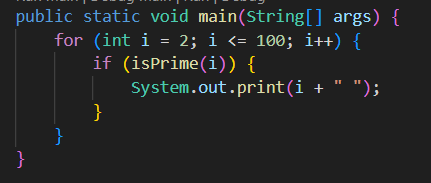 public static void main(String[] args) {
    for (int i = 2; i <= 100; i++) {
        if (isPrime(i)) {
            System.out.print(i + " ");
        }
    }
}